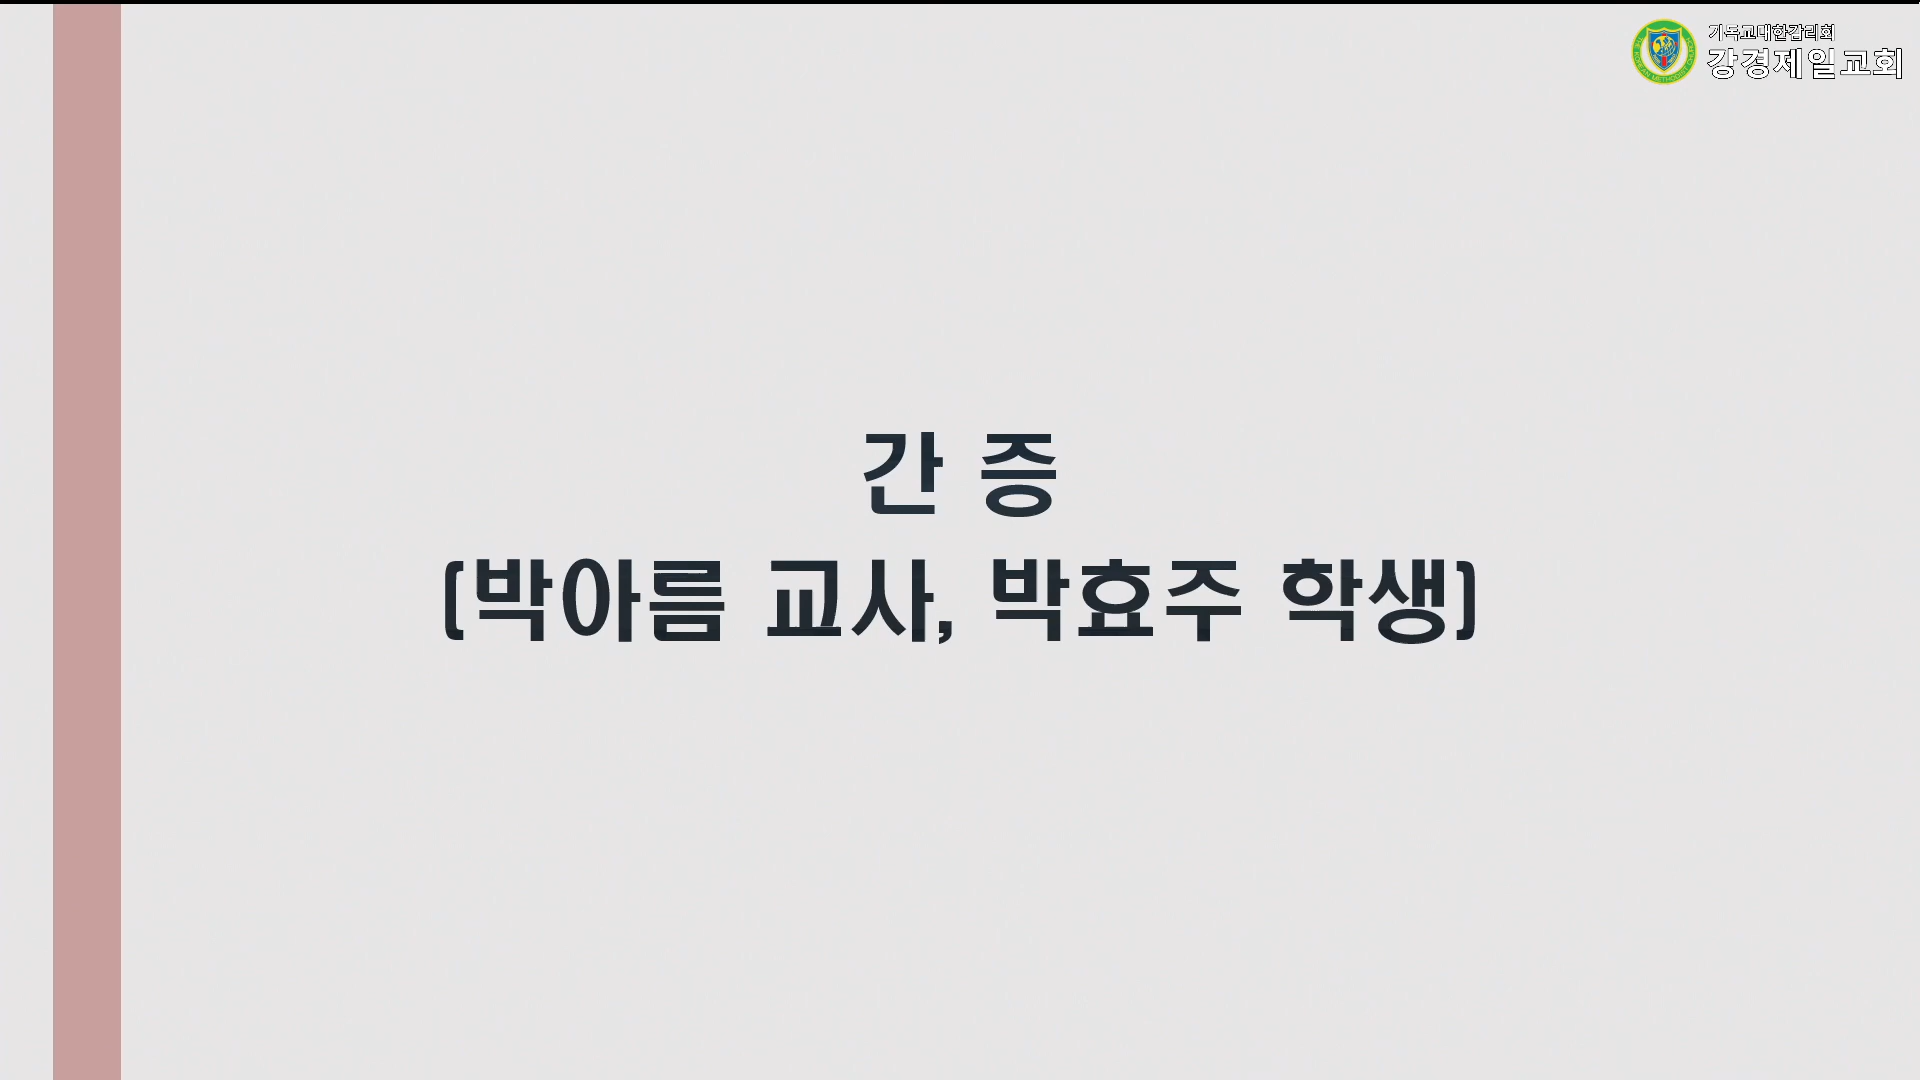 기독교대한감리회
강경제일교회
간 증
(박아름 교사, 박효주 학생)